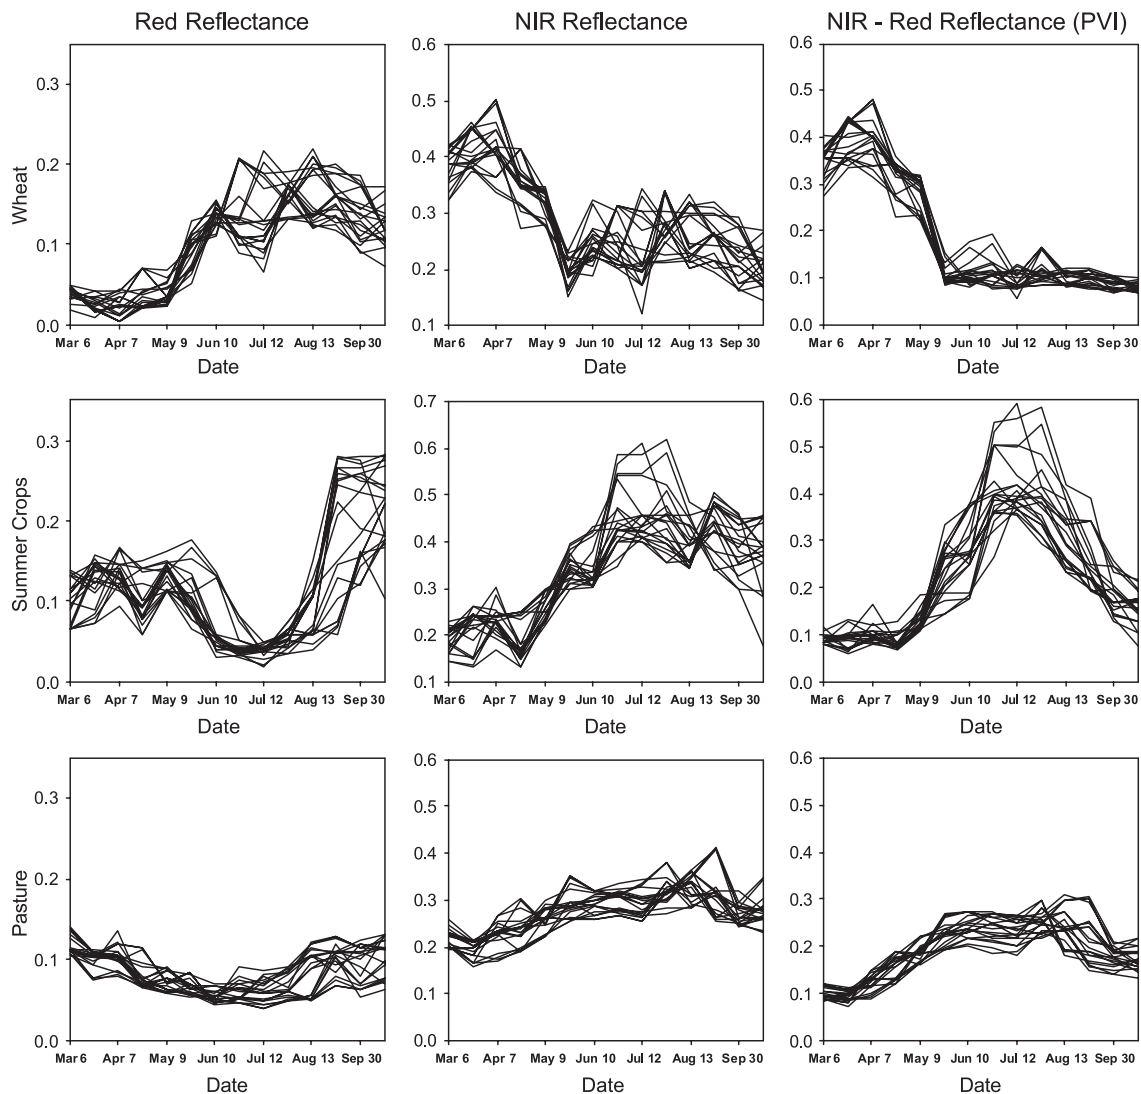 Red Reflectance
NIR Reflectance
NIR - Red Reflectance (PVI)
Wheat
0.3
0.2
0.1
0.0
Mar 6 Apr 7 May 9 Jun 10 Jul 12 Aug 13 Sep 30
Date
0.6
0.5
0.4
0.3
0.2
0.1
Mar 6 Apr 7 May 9 Jun 10 Jul 12 Aug 13 Sep 30
Date
0.6
0.5
0.4
0.3
0.2
0.1
0.0
Mar 6 Apr 7 May 9 Jun 10 Jul 12 Aug 13 Sep 30
Date
Summer Crops
0.3
0.2
0.1
0.0
Mar 6 Apr 7 May 9 Jun 10 Jul 12 Aug 13 Sep 30
Date
0.7
0.6
0.5
0.4
0.3
0.2
0.1
Mar 6 Apr 7 May 9 Jun 10 Jul 12 Aug 13 Sep 30
Date
0.6
0.5
0.4
0.3
0.2
0.1
0.0
Mar 6 Apr 7 May 9 Jun 10 Jul 12 Aug 13 Sep 30
Date
Pasture
0.3
0.2
0.1
0.0
Mar 6 Apr 7 May 9 Jun 10 Jul 12 Aug 13 Sep 30
Date
0.6
0.5
0.4
0.3
0.2
0.1
0.0
Mar 6 Apr 7 May 9 Jun 10 Jul 12 Aug 13 Sep 30
Date
0.6
0.5
0.4
0.3
0.2
0.1
0.0
Mar 6 Apr 7 May 9 Jun 10 Jul 12 Aug 13 Sep 30
Date